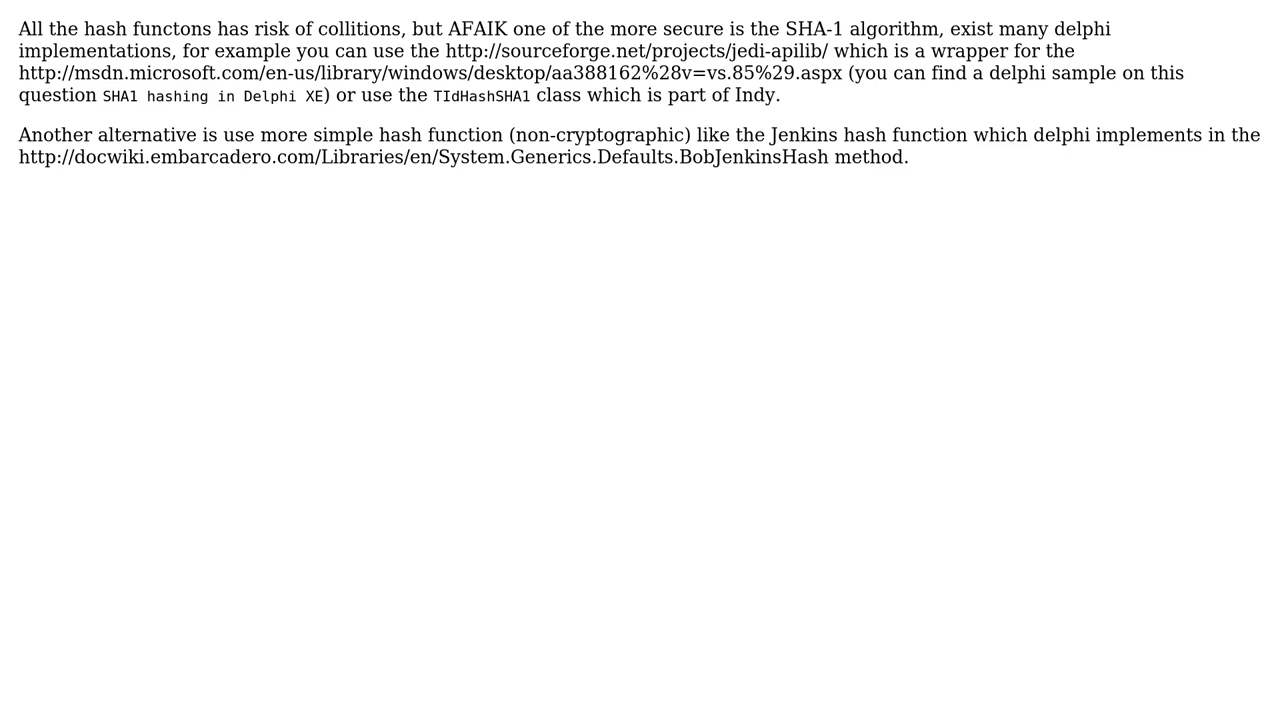 All the hash functons has risk of collitions, but AFAIK one of the more secure is the SHA-1 algorithm, exist many delphi
implementations, for example you can use the http://sourceforge.net/projects/jedi-apilib/ which is a wrapper for the
http://msdn.microsoft.com/en-us/library/windows/desktop/aa388162%28v=vs.85%29.aspx (you can find a delphi sample on this
question SHA1 hashing in Delphi XE) or use the TIdHashSHA1 class which is part of Indy.
Another alternative is use more simple hash function (non-cryptographic) like the Jenkins hash function which delphi implements in the
http://docwiki.embarcadero.com/Libraries/en/System.Generics.Defaults.BobJenkinsHash method.